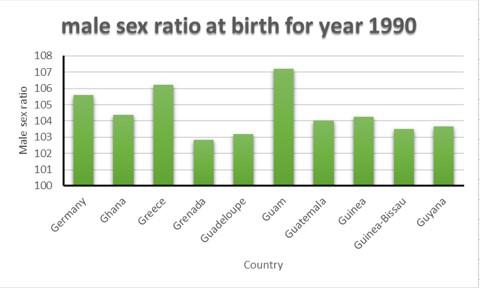 male sex ratio at birth for year 1990
108
107
106
105
104
103
102
101
100
Male sex ratio
Germany
Ghana
Greece
Grenada
Guadeloupe
Guam
Guatemala
Guinea
Guinea-Bissau
Guyana
Country